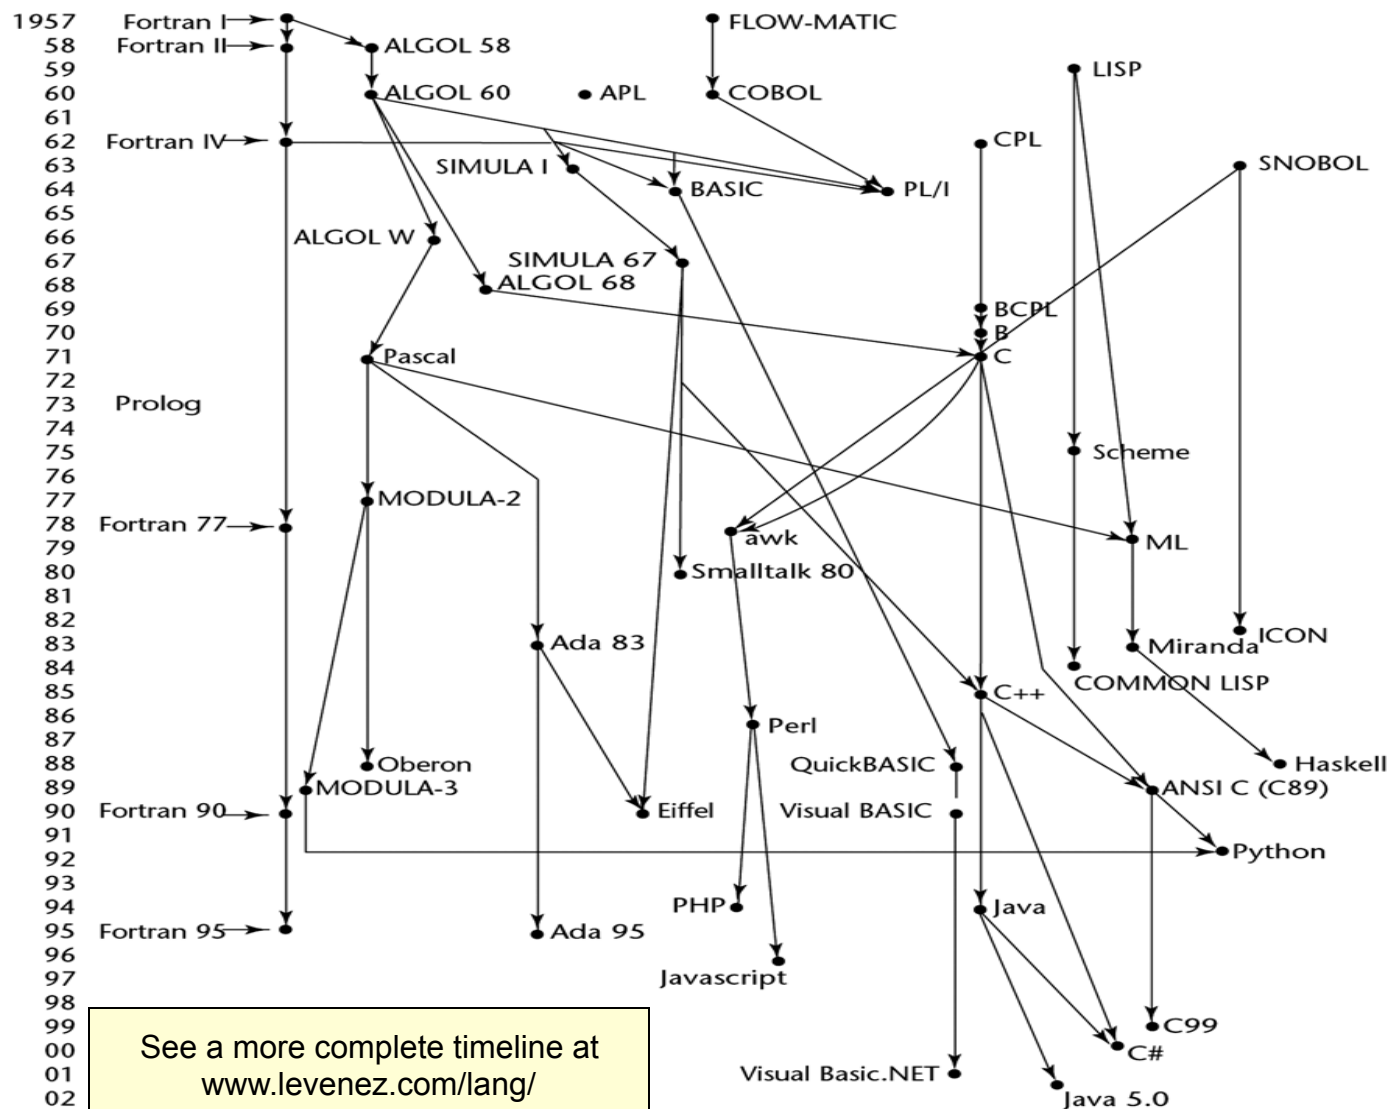 1957 Fortran I FLOW-MATIC
58 Fortran II ALGOL 58
59 LISP
60 ALGOL 60 APL COBOL
61
62 Fortran IV CPL
63 SIMULA I SNOBOL
64 BASIC PL/I
65
66 ALGOL W
67 SIMULA 67
68 ALGOL 68
69 BCPL
70 B
71 Pascal C
72
73 Prolog
74
75 Scheme
76
77 MODULA-2
78 Fortran 77 awk
79 ML
80 Smalltalk 80
81
82 ICON
83 Ada 83 Miranda
84 COMMON LISP
85 C++
86 Perl
87
88 Oberon QuickBASIC Haskell
89 MODULA-3 ANSI C (C89)
90 Fortran 90 Eiffel Visual BASIC
91
92 Python
93
94 PHP Java
95 Fortran 95 Ada 95
96
97 Javascript
98
99 C99
00 C#
01 Visual Basic.NET
02 Java 5.0
See a more complete timeline at
www.levenez.com/lang/